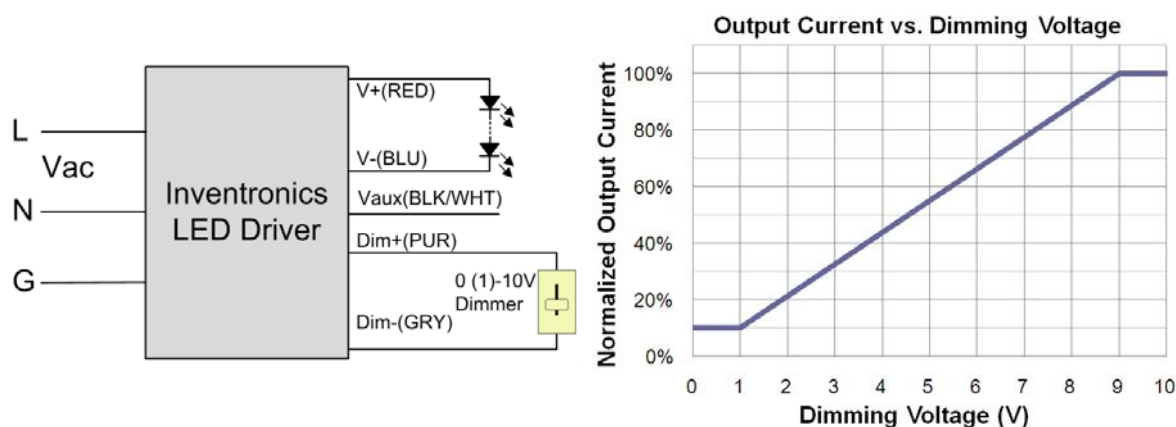 L
Vac
N
G
Inventronics
LED Driver
V+(RED)
V-(BLU)
Vaux(BLK/WHT)
Dim+(PUR)
0 (1)-10V
Dimmer
Dim-(GRY)
Output Current vs. Dimming Voltage
Normalized Output Current
100%
80%
60%
40%
20%
0%
0 1 2 3 4 5 6 7 8 9 10
Dimming Voltage (V)